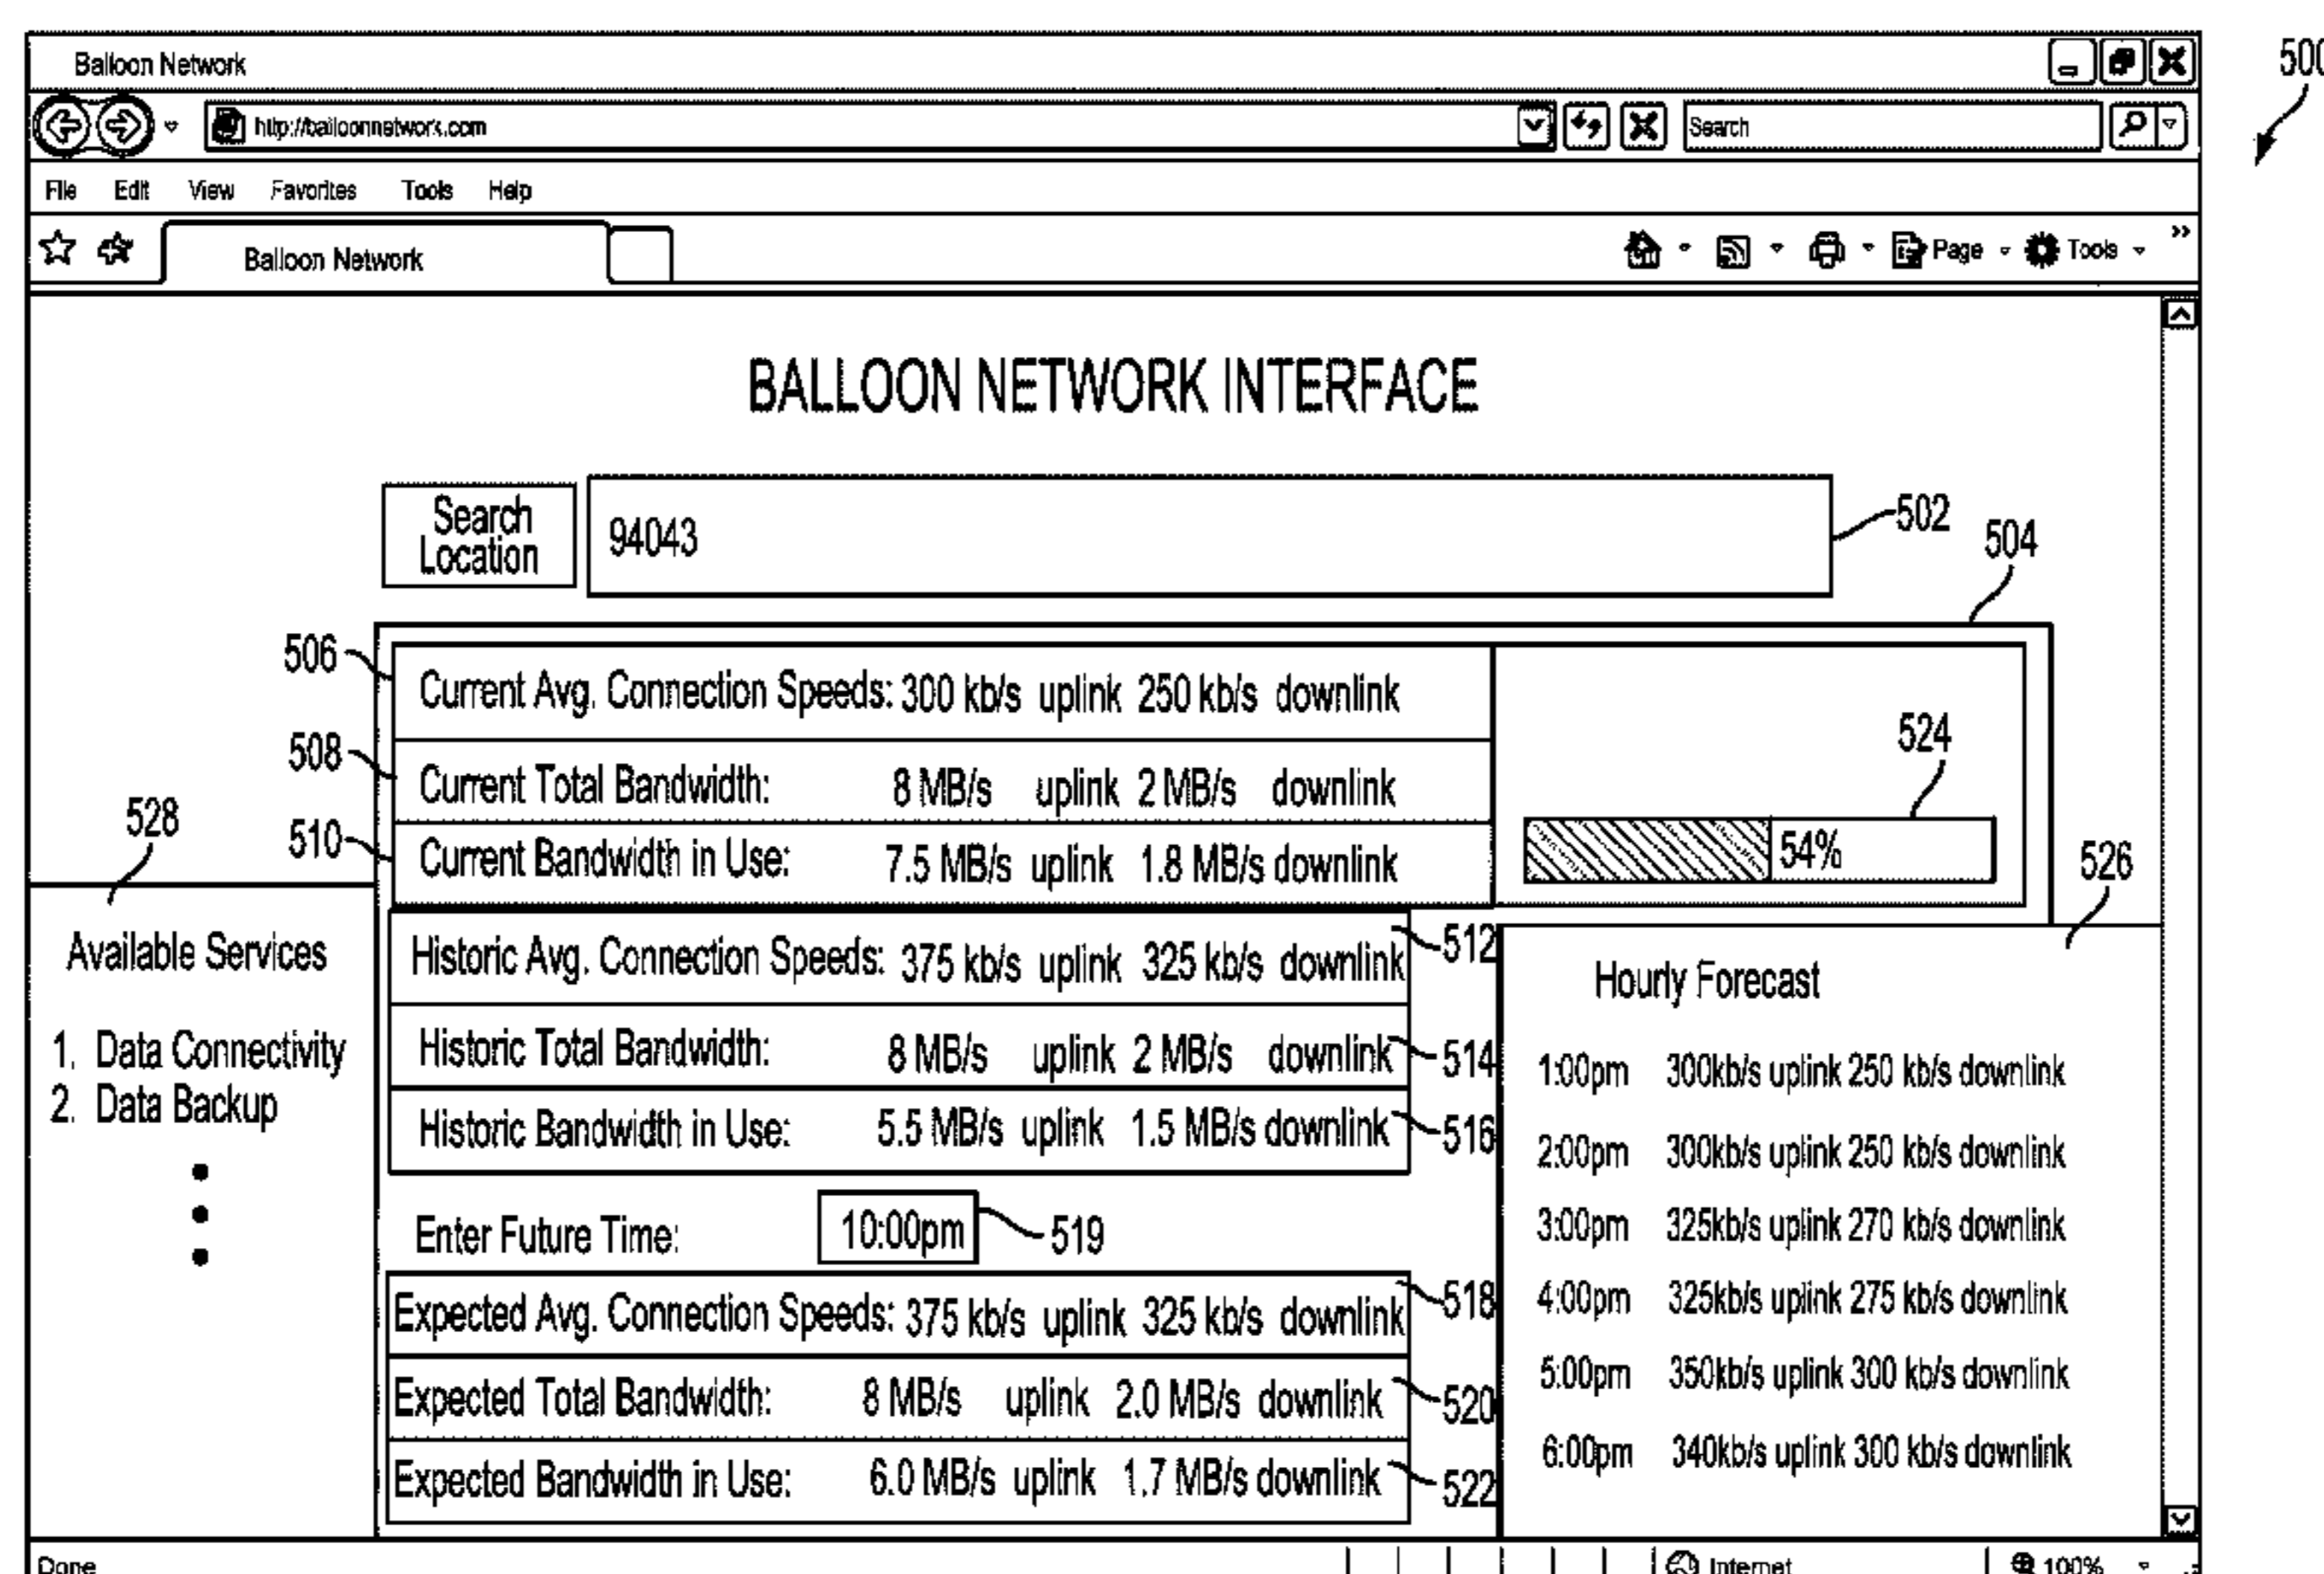 Balloon Network
500
http://balloonnetwork.com
Search
File Edit View Favorites Tools Help
Balloon Network
Page Tools »
BALLOON NETWORK INTERFACE
Search Location
94043
502
504
506
Current Avg. Connection Speeds: 300 kb/s uplink 250 kb/s downlink
508
Current Total Bandwidth: 8 MB/s uplink 2 MB/s downlink
524
510
Current Bandwidth in Use: 7.5 MB/s uplink 1.8 MB/s downlink
54%
526
528
Available Services
1. Data Connectivity
2. Data Backup
Historic Avg. Connection Speeds: 375 kb/s uplink 325 kb/s downlink
512
Historic Total Bandwidth: 8 MB/s uplink 2 MB/s downlink
514
Historic Bandwidth in Use: 5.5 MB/s uplink 1.5 MB/s downlink
516
Enter Future Time: 10:00pm
519
Expected Avg. Connection Speeds: 375 kb/s uplink 325 kb/s downlink
518
Expected Total Bandwidth: 8 MB/s uplink 2.0 MB/s downlink
520
Expected Bandwidth in Use: 6.0 MB/s uplink 1.7 MB/s downlink
522
Hourly Forecast
1:00pm 300kb/s uplink 250 kb/s downlink
2:00pm 300kb/s uplink 250 kb/s downlink
3:00pm 325kb/s uplink 270 kb/s downlink
4:00pm 325kb/s uplink 275 kb/s downlink
5:00pm 350kb/s uplink 300 kb/s downlink
6:00pm 340kb/s uplink 300 kb/s downlink
Done
Internet
100%